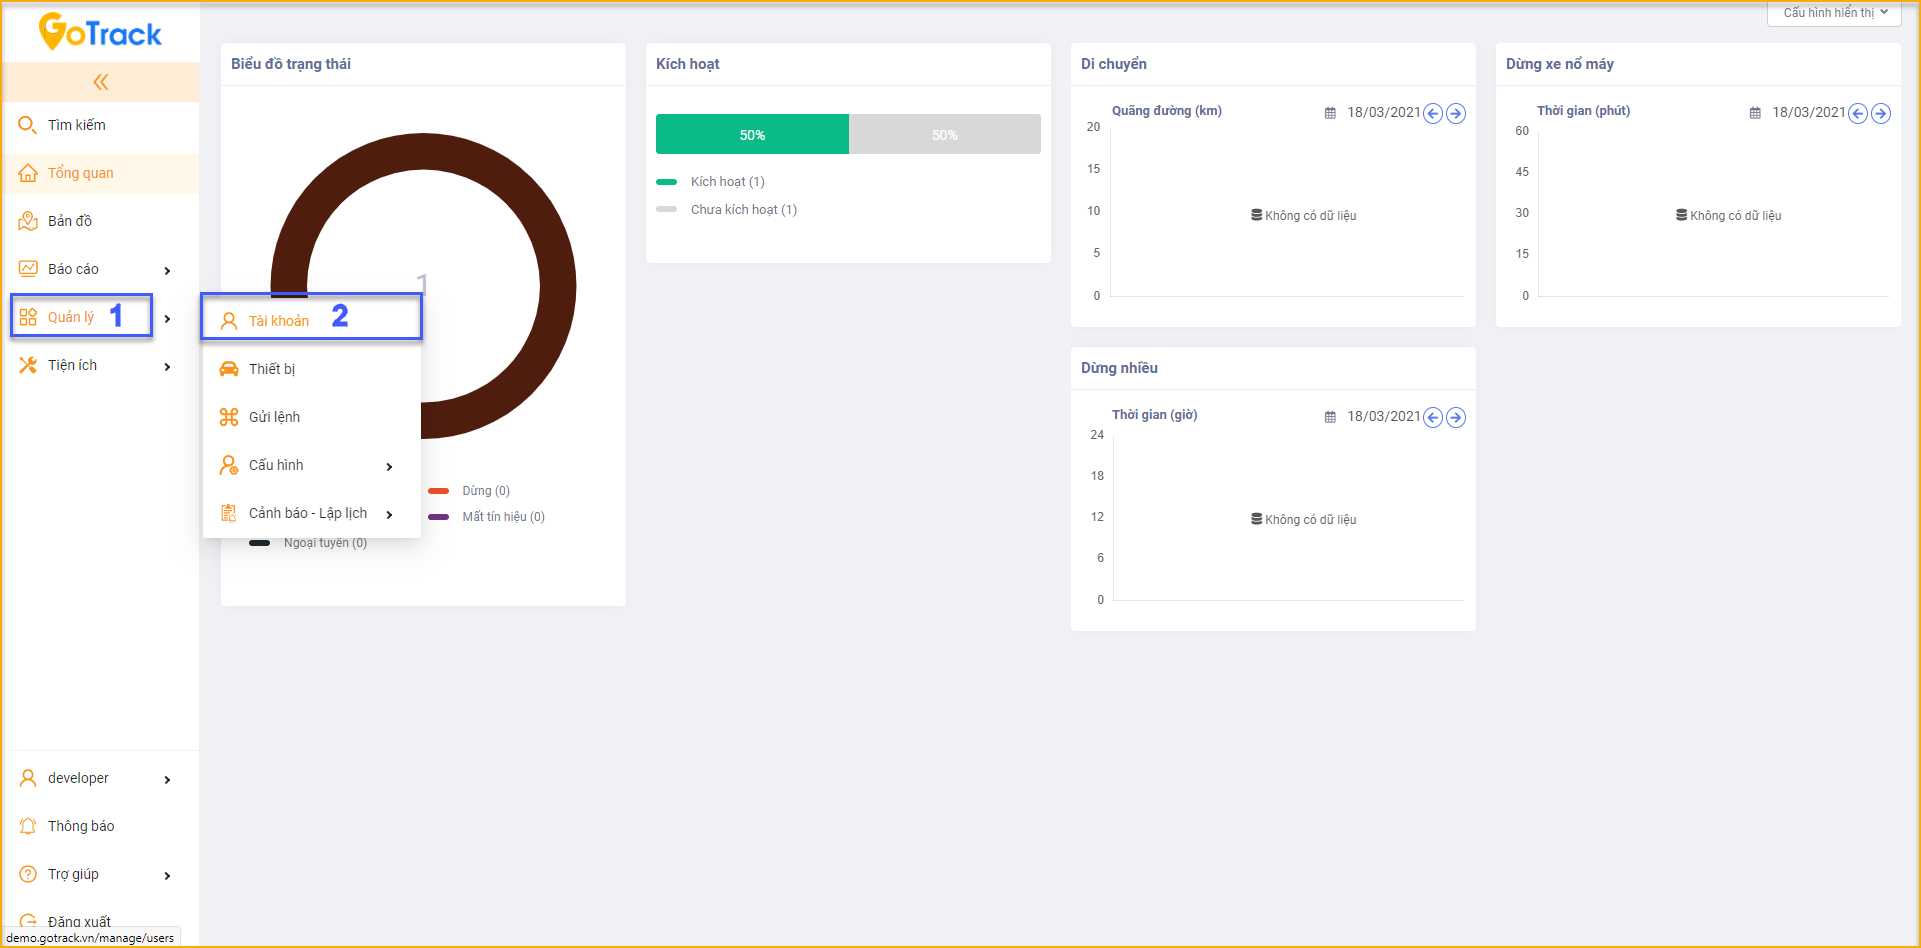 GoTrack
Tìm kiếm
Tổng quan
Bản đồ
Báo cáo
Quản lý 1
Tiện ích
developer
Thông báo
Trợ giúp
Đăng xuất
demo.gotrack.vn/manage/users
Tài khoản 2
Thiết bị
Gửi lệnh
Cấu hình
Cảnh báo - Lập lịch
Cấu hình hiển thị
Biểu đồ trạng thái
1
Dừng (0)
Mất tín hiệu (0)
Ngoại tuyến (0)
Kích hoạt
50% 50%
Kích hoạt (1)
Chưa kích hoạt (1)
Di chuyển
Quãng đường (km) 18/03/2021
20
15
10
5
0
Không có dữ liệu
Dừng xe nổ máy
Thời gian (phút) 18/03/2021
60
45
30
15
0
Không có dữ liệu
Dừng nhiều
Thời gian (giờ) 18/03/2021
24
18
12
6
0
Không có dữ liệu